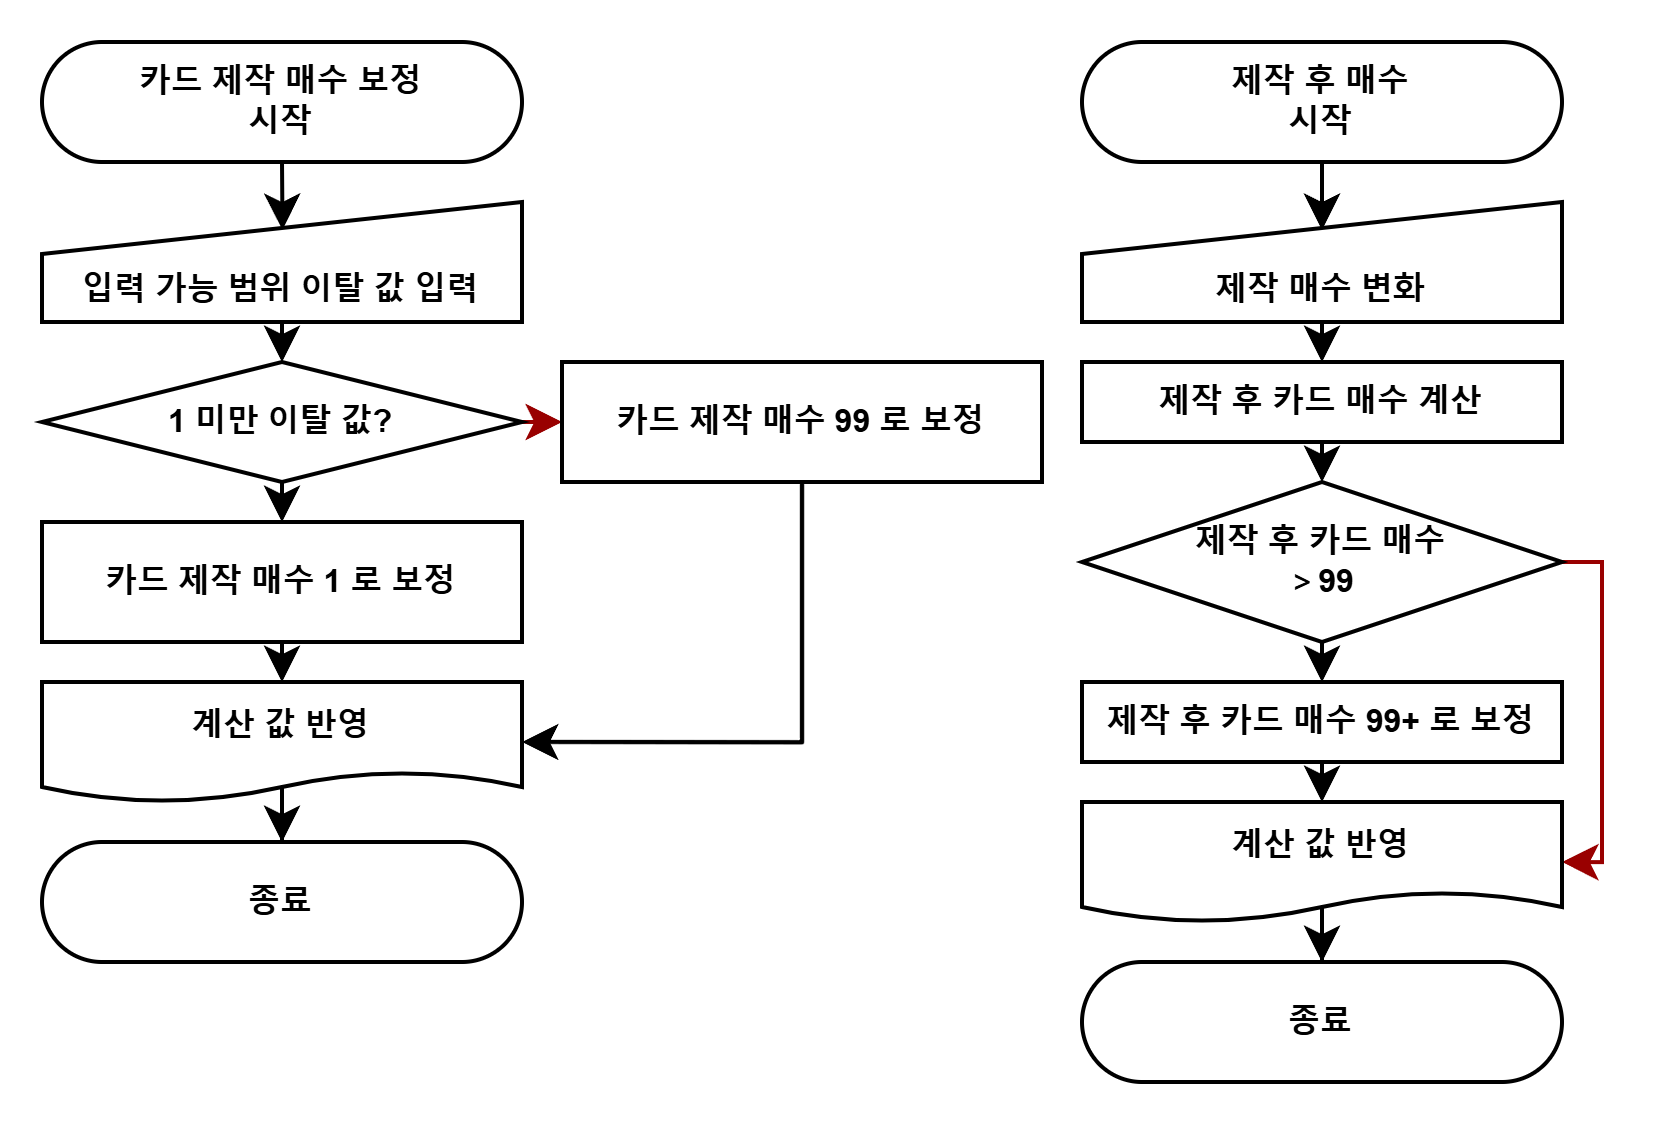 카드 제작 매수 보정
시작
입력 가능 범위 이탈 값 입력
1 미만 이탈 값?
카드 제작 매수 99 로 보정
카드 제작 매수 1 로 보정
계산 값 반영
종료
제작 후 매수
시작
제작 매수 변화
제작 후 카드 매수 계산
제작 후 카드 매수
> 99
제작 후 카드 매수 99+ 로 보정
계산 값 반영
종료